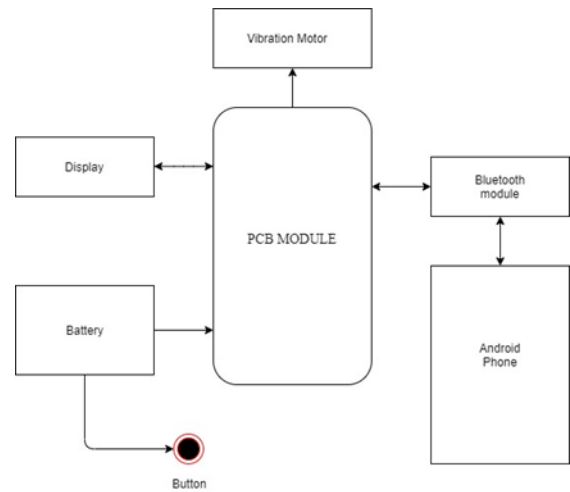 Vibration Motor
Display
Bluetooth
module
PCB MODULE
Battery
Android
Phone
Button